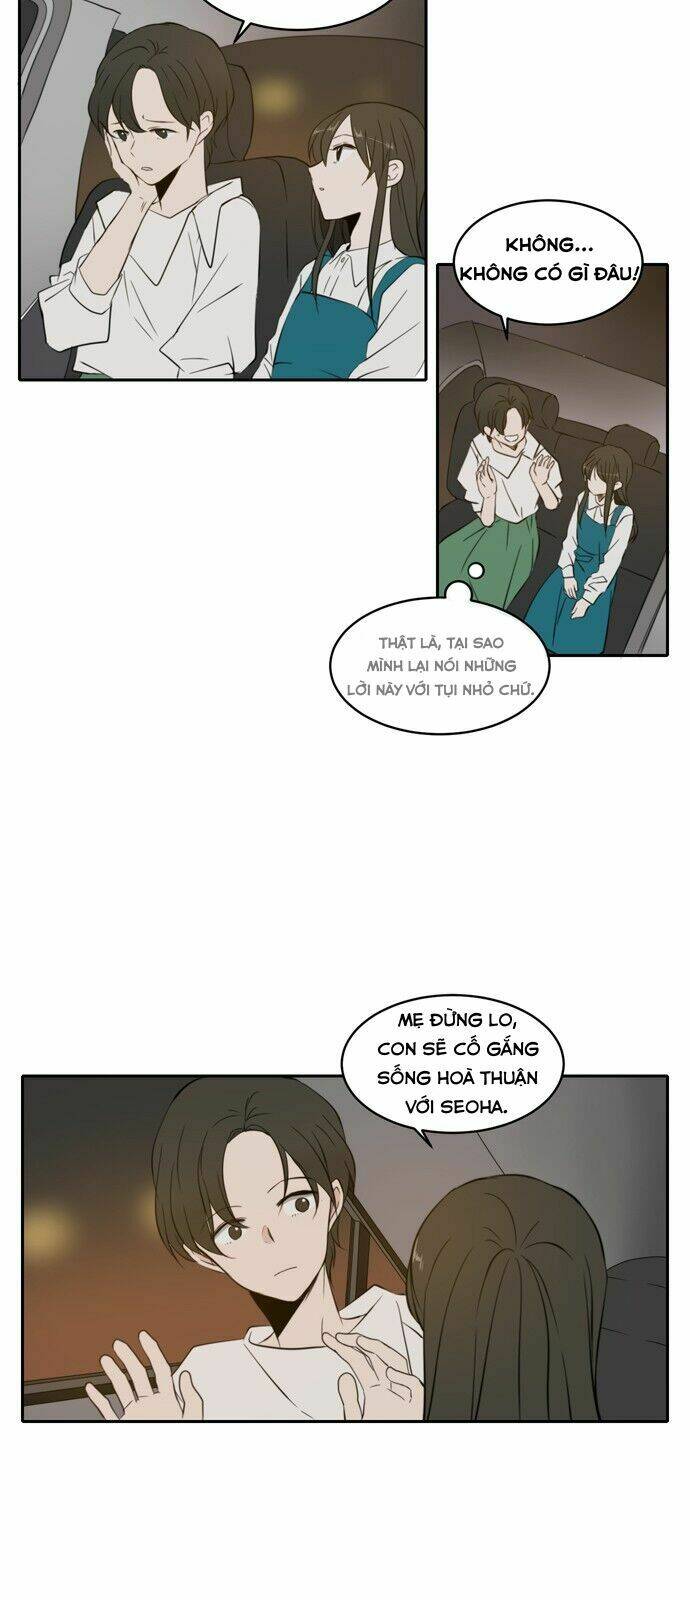 KHÔNG...
KHÔNG CÓ GÌ ĐÂU!
THẬT LÀ, TẠI SAO
MÌNH LẠI NÓI NHỮNG
LỜI NÀY VỚI TỤI NHỎ CHỨ.
MẸ ĐỪNG LO,
CON SẼ CỐ GẮNG
SỐNG HOÀ THUẬN
VỚI SEOHA.